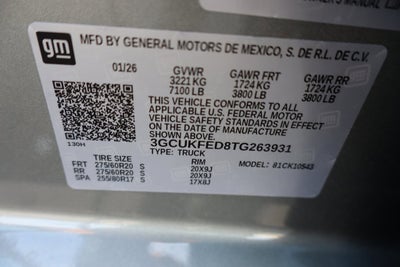 gm
MFD BY GENERAL MOTORS DE MEXICO, S. DE R.L. DE C.V.
01/26 GVWR GAWR FRT GAWR RR
3221 KG 1724 KG 1724 KG
7100 LB 3800 LB 3800 LB
THIS VEHICLE CONFORMS TO ALL
APPLICABLE U.S. FEDERAL MOTOR
VEHICLE SAFETY STANDARDS IN
EFFECT ON THE DATE OF MANUFACTURE
SHOWN ABOVE.
3GCUKFED8TG263931
130H TYPE: TRUCK
TIRE SIZE RIM MODEL: 81CK10543
FRT 275/60R20 S 20X9J
RR 275/60R20 S 20X9J
SPA 255/80R17 S 17X8J